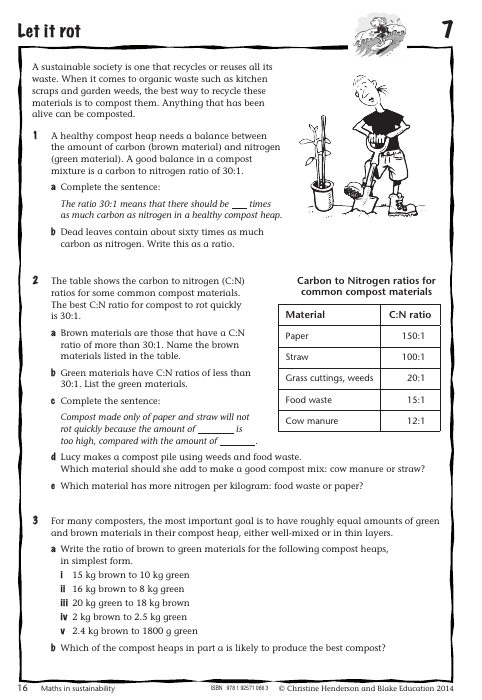 Let it rot
7
A sustainable society is one that recycles or reuses all its
waste. When it comes to organic waste such as kitchen
scraps and garden weeds, the best way to recycle these
materials is to compost them. Anything that has been
alive can be composted.
1 A healthy compost heap needs a balance between
the amount of carbon (brown material) and nitrogen
(green material). A good balance in a compost
mixture is a carbon to nitrogen ratio of 30:1.
a Complete the sentence:
The ratio 30:1 means that there should be ___ times
as much carbon as nitrogen in a healthy compost heap.
b Dead leaves contain about sixty times as much
carbon as nitrogen. Write this as a ratio.
2 The table shows the carbon to nitrogen (C:N)
ratios for some common compost materials.
The best C:N ratio for compost to rot quickly
is 30:1.
a Brown materials are those that have a C:N
ratio of more than 30:1. Name the brown
materials listed in the table.
b Green materials have C:N ratios of less than
30:1. List the green materials.
c Complete the sentence:
Compost made only of paper and straw will not
rot quickly because the amount of _______ is
too high, compared with the amount of _______.
Carbon to Nitrogen ratios for
common compost materials
Material C:N ratio
Paper 150:1
Straw 100:1
Grass cuttings, weeds 20:1
Food waste 15:1
Cow manure 12:1
d Lucy makes a compost pile using weeds and food waste.
Which material should she add to make a good compost mix: cow manure or straw?
e Which material has more nitrogen per kilogram: food waste or paper?
3 For many composters, the most important goal is to have roughly equal amounts of green
and brown materials in their compost heap, either well-mixed or in thin layers.
a Write the ratio of brown to green materials for the following compost heaps,
in simplest form.
i 15 kg brown to 10 kg green
ii 16 kg brown to 8 kg green
iii 20 kg green to 18 kg brown
iv 2 kg brown to 2.5 kg green
v 2.4 kg brown to 1800 g green
b Which of the compost heaps in part a is likely to produce the best compost?
16 Maths in sustainability ISBN 978 1 92571 066 3 © Christine Henderson and Blake Education 2014